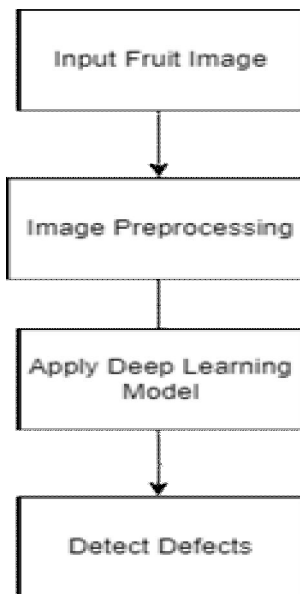 Input Fruit Image
Image Preprocessing
Apply Deep Learning
Model
Detect Defects